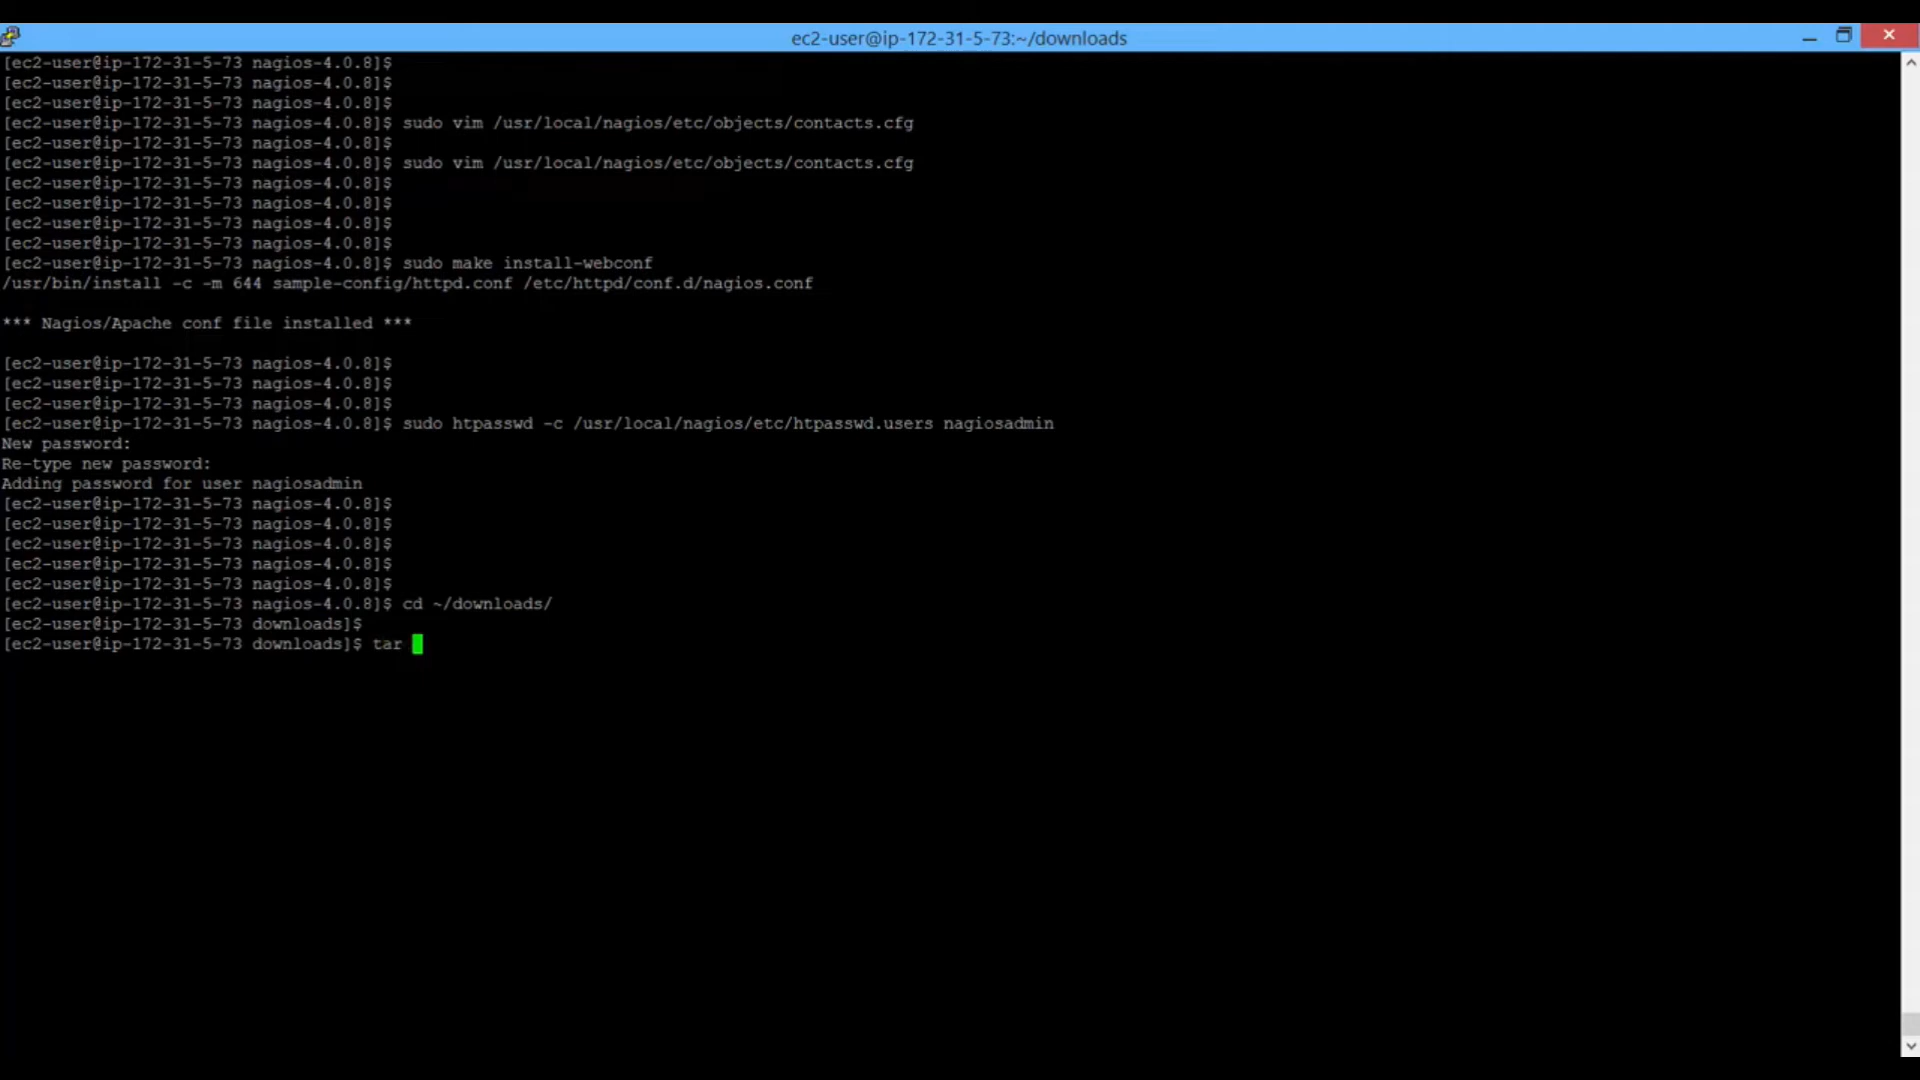 ec2-user@ip-172-31-5-73:~/downloads
[ec2-user@ip-172-31-5-73 nagios-4.0.8]$
[ec2-user@ip-172-31-5-73 nagios-4.0.8]$
[ec2-user@ip-172-31-5-73 nagios-4.0.8]$
[ec2-user@ip-172-31-5-73 nagios-4.0.8]$ sudo vim /usr/local/nagios/etc/objects/contacts.cfg
[ec2-user@ip-172-31-5-73 nagios-4.0.8]$
[ec2-user@ip-172-31-5-73 nagios-4.0.8]$ sudo vim /usr/local/nagios/etc/objects/contacts.cfg
[ec2-user@ip-172-31-5-73 nagios-4.0.8]$
[ec2-user@ip-172-31-5-73 nagios-4.0.8]$
[ec2-user@ip-172-31-5-73 nagios-4.0.8]$
[ec2-user@ip-172-31-5-73 nagios-4.0.8]$
[ec2-user@ip-172-31-5-73 nagios-4.0.8]$ sudo make install-webconf
/usr/bin/install -c -m 644 sample-config/httpd.conf /etc/httpd/conf.d/nagios.conf
*** Nagios/Apache conf file installed ***
[ec2-user@ip-172-31-5-73 nagios-4.0.8]$
[ec2-user@ip-172-31-5-73 nagios-4.0.8]$
[ec2-user@ip-172-31-5-73 nagios-4.0.8]$
[ec2-user@ip-172-31-5-73 nagios-4.0.8]$ sudo htpasswd -c /usr/local/nagios/etc/htpasswd.users nagiosadmin
New password:
Re-type new password:
Adding password for user nagiosadmin
[ec2-user@ip-172-31-5-73 nagios-4.0.8]$
[ec2-user@ip-172-31-5-73 nagios-4.0.8]$
[ec2-user@ip-172-31-5-73 nagios-4.0.8]$
[ec2-user@ip-172-31-5-73 nagios-4.0.8]$
[ec2-user@ip-172-31-5-73 nagios-4.0.8]$
[ec2-user@ip-172-31-5-73 nagios-4.0.8]$ cd ~/downloads/
[ec2-user@ip-172-31-5-73 downloads]$
[ec2-user@ip-172-31-5-73 downloads]$ tar